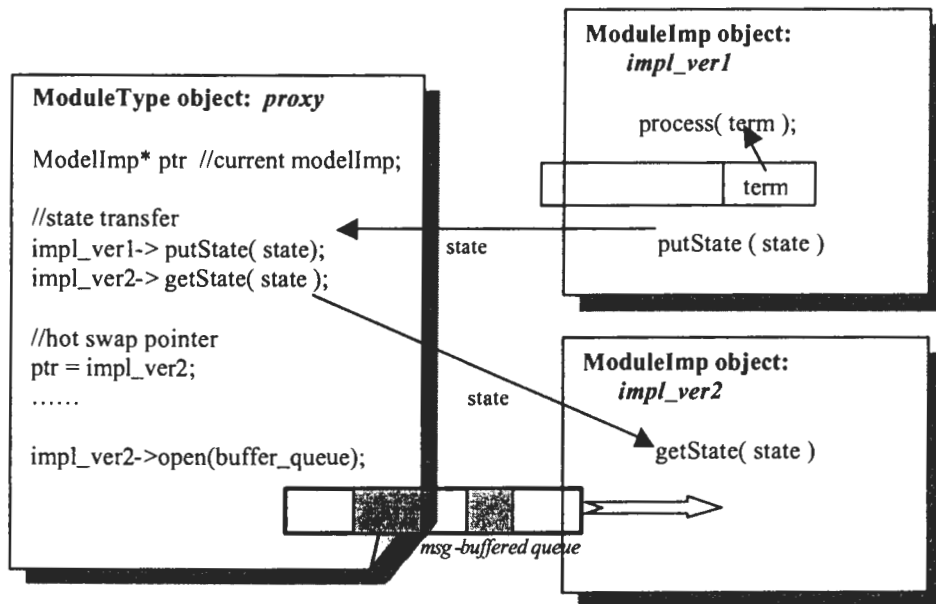 ModuleType object: proxy
ModelImp* ptr //current modelImp;
//state transfer
impl_ver1-> putState( state);
impl_ver2-> getState( state );
//hot swap pointer
ptr = impl_ver2;
......
impl_ver2->open(buffer_queue);
msg-buffered queue
state
state
ModuleImp object:
impl_ver1
process( term );
term
putState ( state )
ModuleImp object:
impl_ver2
getState( state )